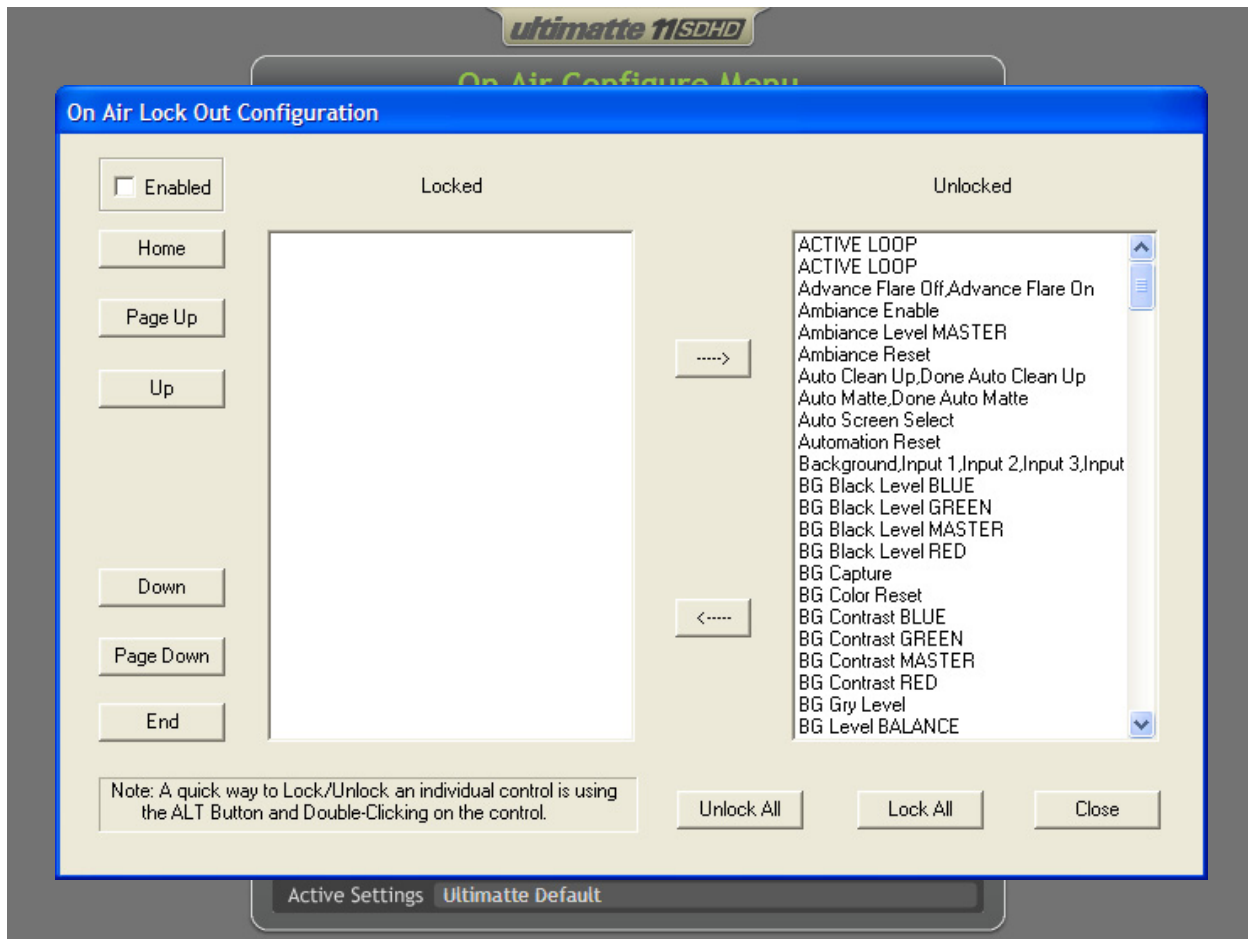 ultimatte 11 SDHD
On Air Configure Menu
On Air Lock Out Configuration
Enabled
Locked
Unlocked
Home
Page Up
Up
Down
Page Down
End
ACTIVE LOOP
ACTIVE LOOP
Advance Flare Off,Advance Flare On
Ambiance Enable
Ambiance Level MASTER
Ambiance Reset
Auto Clean Up,Done Auto Clean Up
Auto Matte,Done Auto Matte
Auto Screen Select
Automation Reset
Background,Input 1,Input 2,Input 3,Input
BG Black Level BLUE
BG Black Level GREEN
BG Black Level MASTER
BG Black Level RED
BG Capture
BG Color Reset
BG Contrast BLUE
BG Contrast GREEN
BG Contrast MASTER
BG Contrast RED
BG Gry Level
BG Level BALANCE
----->
<-----
Note: A quick way to Lock/Unlock an individual control is using
the ALT Button and Double-Clicking on the control.
Unlock All
Lock All
Close
Active Settings Ultimatte Default